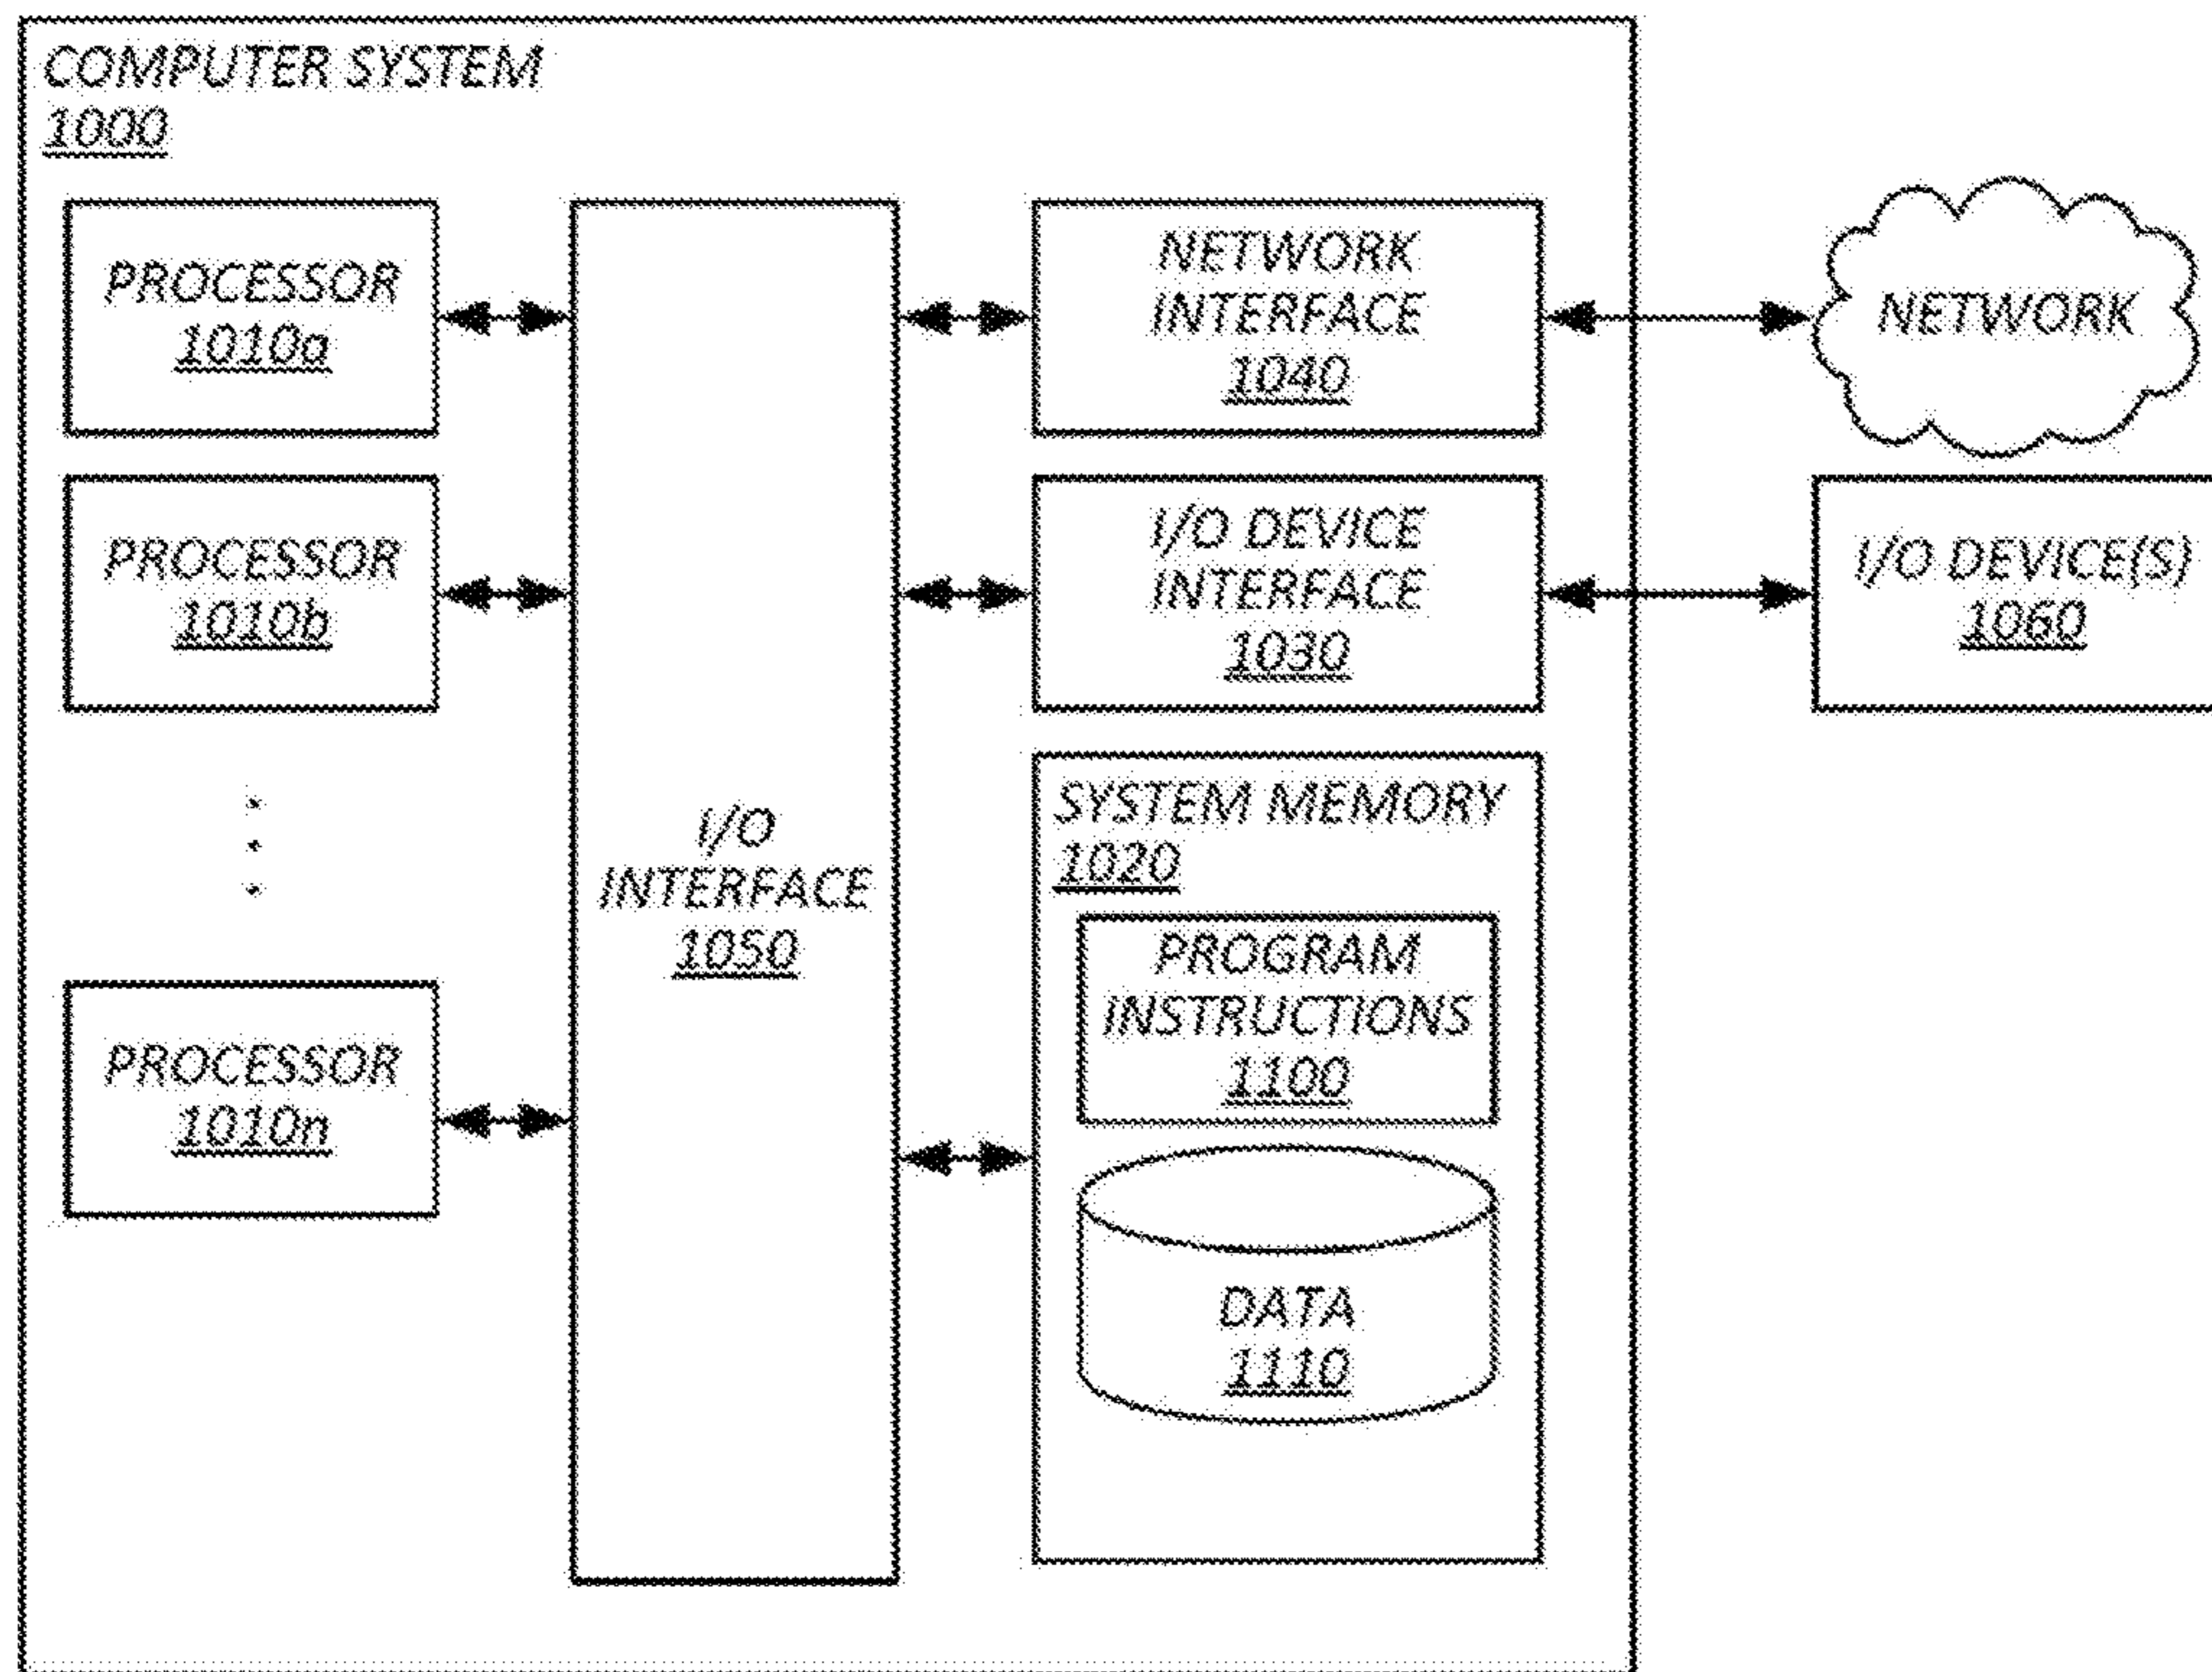 COMPUTER SYSTEM
1000
PROCESSOR
1010a
PROCESSOR
1010b
PROCESSOR
1010n
I/O
INTERFACE
1050
NETWORK
INTERFACE
1040
I/O DEVICE
INTERFACE
1030
SYSTEM MEMORY
1020
PROGRAM
INSTRUCTIONS
1100
DATA
1110
NETWORK
I/O DEVICE(S)
1060